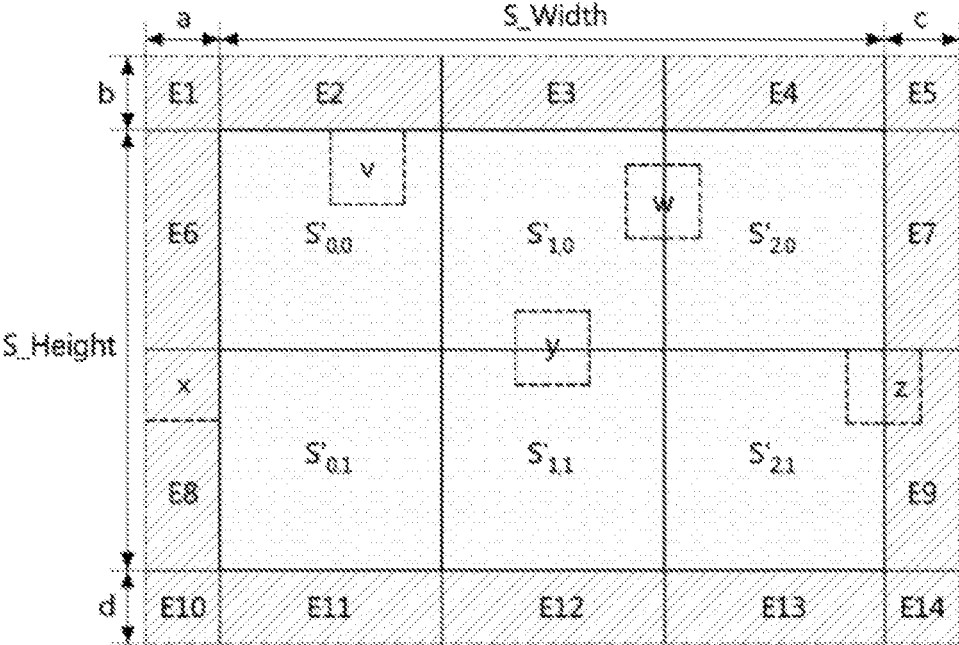 a S_Width c
b E1 E2 E3 E4 E5
v
w
E6 S'0,0 S'1,0 S'2,0 E7
S_Height y
x z
S'0,1 S'1,1 S'2,1
E8 E9
d E10 E11 E12 E13 E14